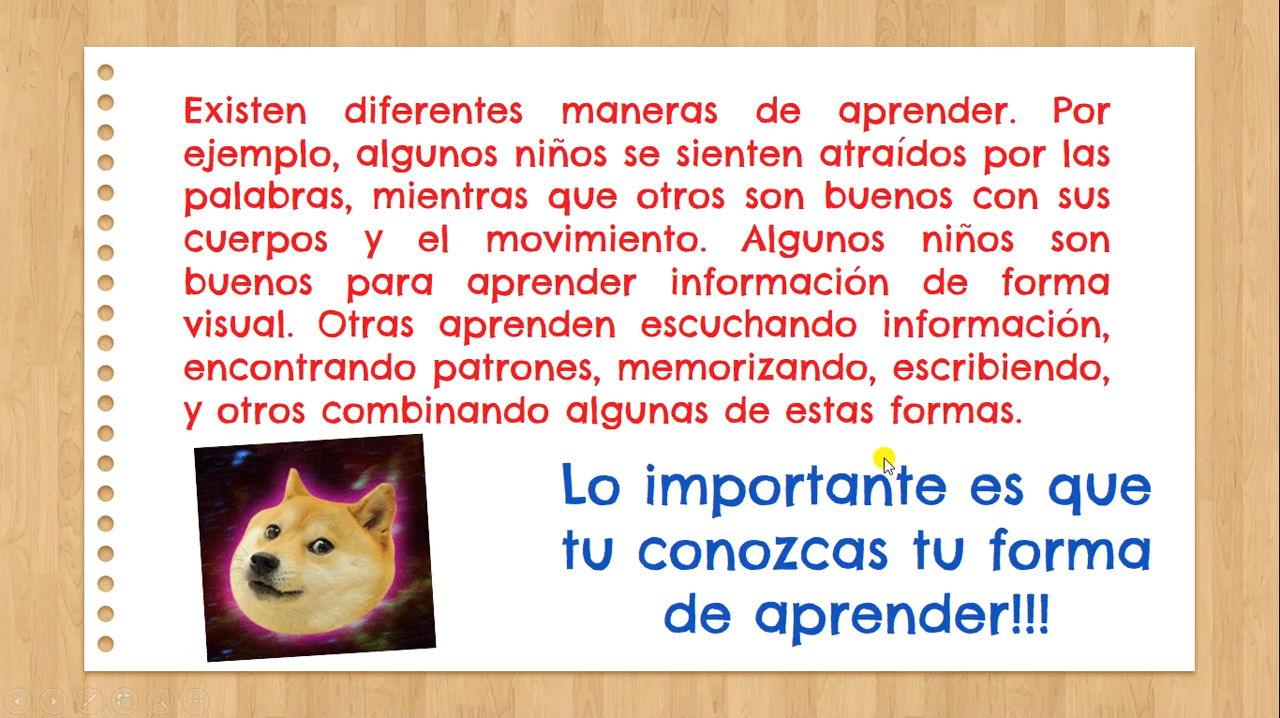 Existen diferentes maneras de aprender. Por
ejemplo, algunos niños se sienten atraídos por las
palabras, mientras que otros son buenos con sus
cuerpos y el movimiento. Algunos niños son
buenos para aprender información de forma
visual. Otras aprenden escuchando información,
encontrando patrones, memorizando, escribiendo,
y otros combinando algunas de estas formas.
Lo importante es que
tu conozcas tu forma
de aprender!!!